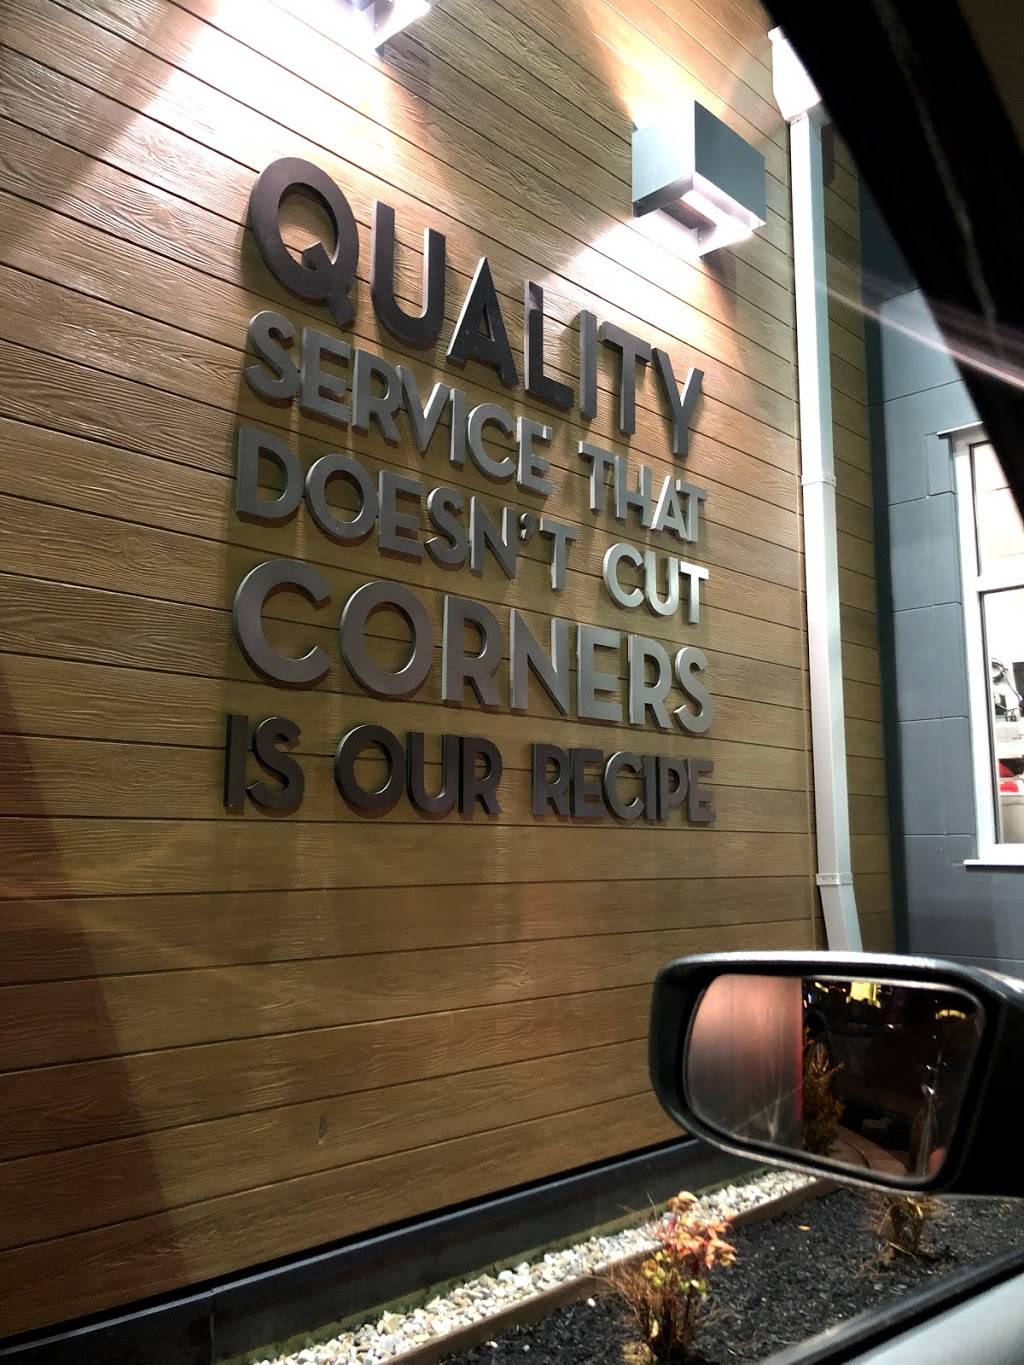 QUALITY
SERVICE THAT
DOESN'T CUT
CORNERS
IS OUR RECIPE